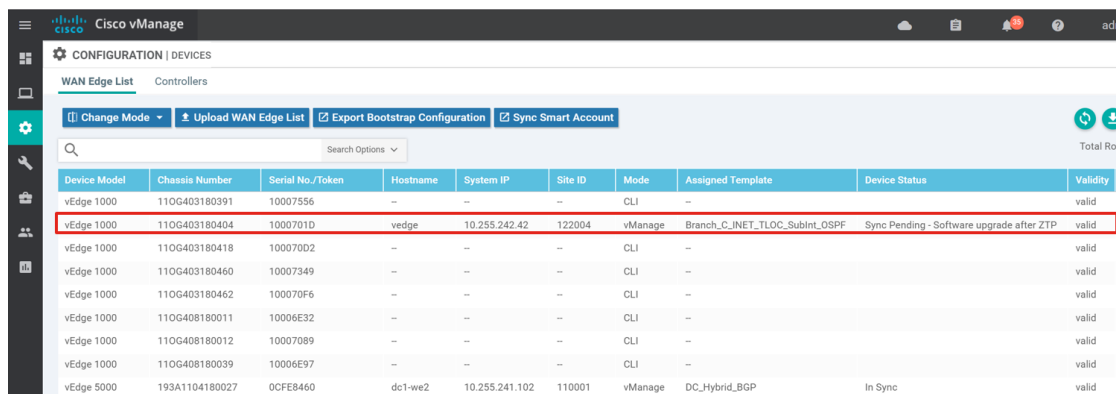 cisco Cisco vManage 35
CONFIGURATION | DEVICES
WAN Edge List Controllers
Change Mode Upload WAN Edge List Export Bootstrap Configuration Sync Smart Account
Search Options Total Ro
Device Model Chassis Number Serial No./Token Hostname System IP Site ID Mode Assigned Template Device Status Validity
vEdge 1000 11OG403180391 10007556 -- -- -- CLI -- valid
vEdge 1000 11OG403180404 1000701D vedge 10.255.242.42 122004 vManage Branch_C_INET_TLOC_SubInt_OSPF Sync Pending - Software upgrade after ZTP valid
vEdge 1000 11OG403180418 100070D2 -- -- -- CLI -- valid
vEdge 1000 11OG403180460 10007349 -- -- -- CLI -- valid
vEdge 1000 11OG403180462 100070F6 -- -- -- CLI -- valid
vEdge 1000 11OG408180011 10006E32 -- -- -- CLI -- valid
vEdge 1000 11OG408180012 10007089 -- -- -- CLI -- valid
vEdge 1000 11OG408180039 10006E97 -- -- -- CLI -- valid
vEdge 5000 193A1104180027 0CFE8460 dc1-we2 10.255.241.102 110001 vManage DC_Hybrid_BGP In Sync valid